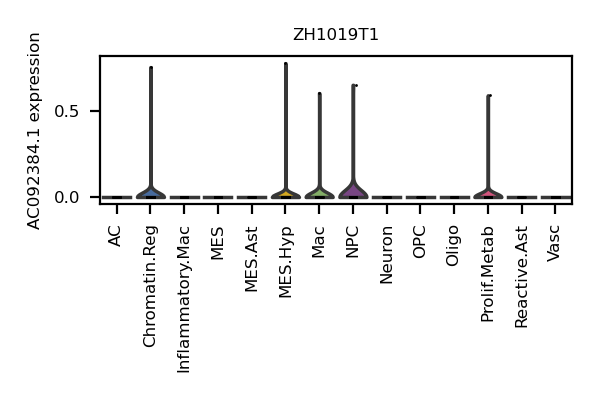 ZH1019T1
AC092384.1 expression
0.5
0.0
AC
Chromatin.Reg
Inflammatory.Mac
MES
MES.Ast
MES.Hyp
Mac
NPC
Neuron
OPC
Oligo
Prolif.Metab
Reactive.Ast
Vasc